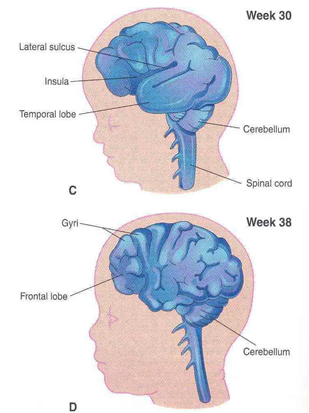 Week 30
Lateral sulcus
Insula
Temporal lobe
Cerebellum
Spinal cord
C
Week 38
Gyri
Frontal lobe
Cerebellum
D